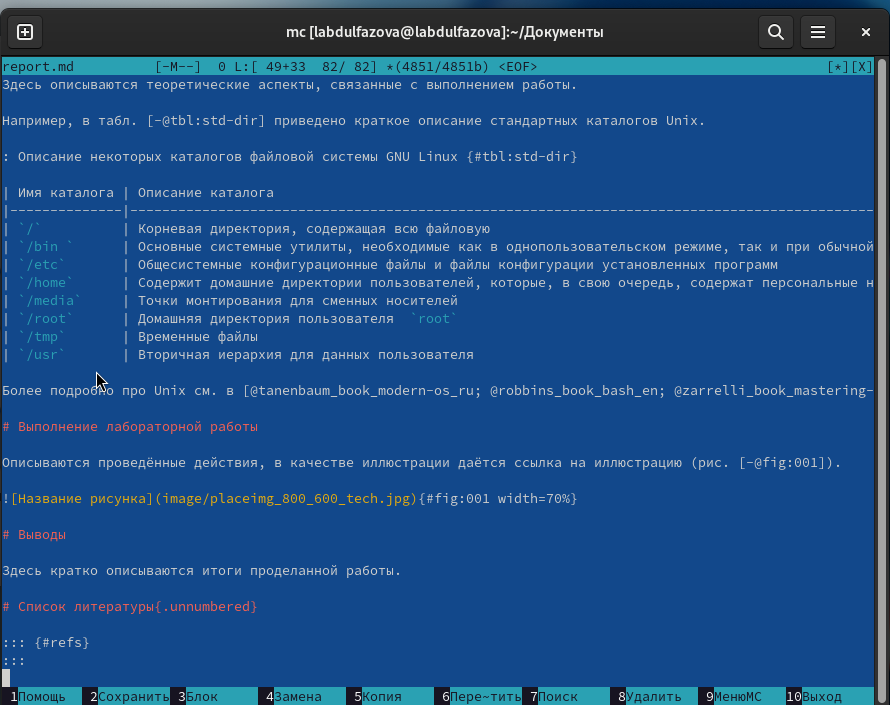 mc [labdulfazova@labdulfazova]:~/Документы
report.md [-M--] 0 L:[ 49+33 82/ 82] *(4851/4851b) <EOF> [*][X]
Здесь описываются теоретические аспекты, связанные с выполнением работы.
Например, в табл. [-@tbl:std-dir] приведено краткое описание стандартных каталогов Unix.
: Описание некоторых каталогов файловой системы GNU Linux {#tbl:std-dir}
| Имя каталога | Описание каталога
|--------------|---------------------------------------------------------------------------------------------
| `/` | Корневая директория, содержащая всю файловую
| `/bin ` | Основные системные утилиты, необходимые как в однопользовательском режиме, так и при обычной
| `/etc` | Общесистемные конфигурационные файлы и файлы конфигурации установленных программ
| `/home` | Содержит домашние директории пользователей, которые, в свою очередь, содержат персональные н
| `/media` | Точки монтирования для сменных носителей
| `/root` | Домашняя директория пользователя `root`
| `/tmp` | Временные файлы
| `/usr` | Вторичная иерархия для данных пользователя
Более подробно про Unix см. в [@tanenbaum_book_modern-os_ru; @robbins_book_bash_en; @zarrelli_book_mastering-
# Выполнение лабораторной работы
Описываются проведённые действия, в качестве иллюстрации даётся ссылка на иллюстрацию (рис. [-@fig:001]).
![Название рисунка](image/placeimg_800_600_tech.jpg){#fig:001 width=70%}
# Выводы
Здесь кратко описываются итоги проделанной работы.
# Список литературы{.unnumbered}
::: {#refs}
:::
1Помощь 2Сохранить 3Блок 4Замена 5Копия 6Пере~тить 7Поиск 8Удалить 9МенюMC 10Выход